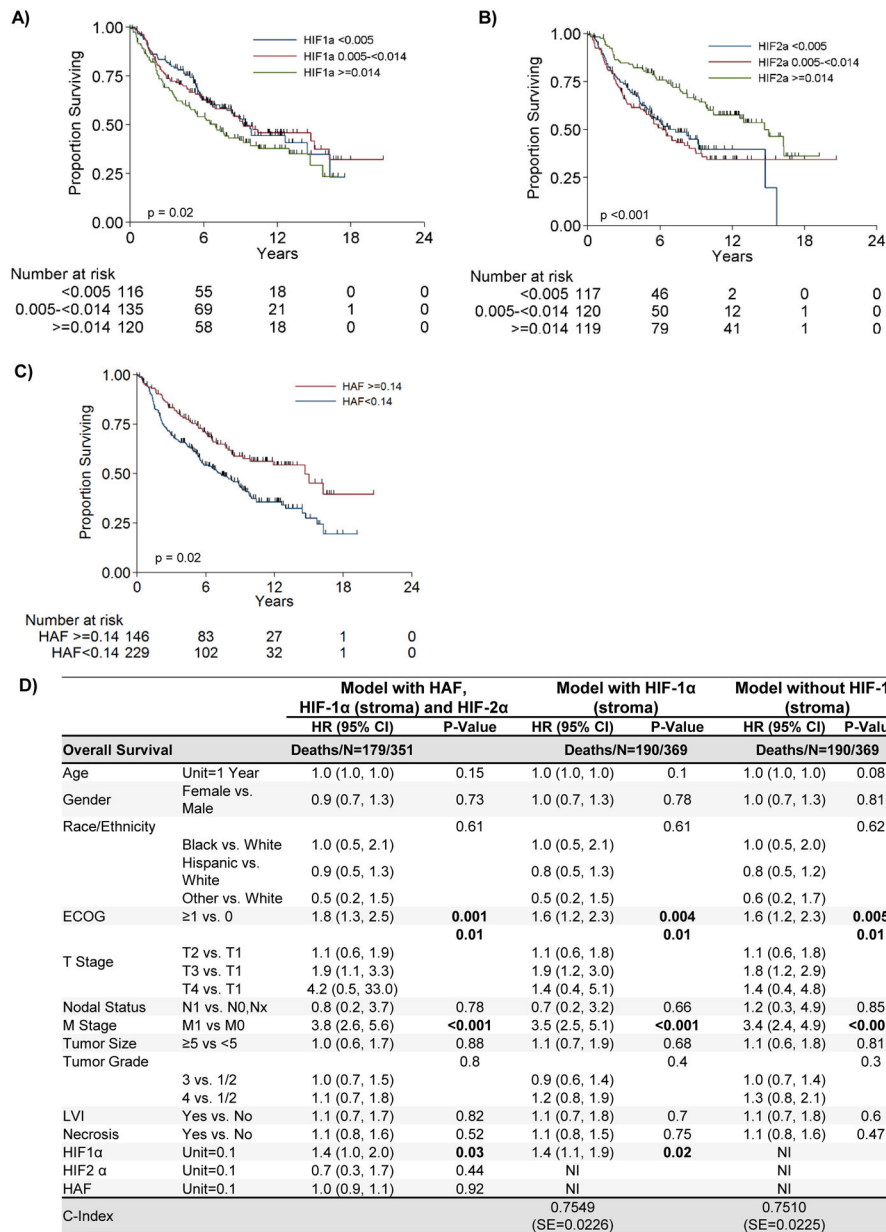 A)
HIF1a <0.005
HIF1a 0.005-<0.014
HIF1a >=0.014
Proportion Surviving
1.00
0.75
0.50
0.25
0.00
p = 0.02
0 6 12 18 24
Years
Number at risk
<0.005 116 55 18 0 0
0.005-<0.014 135 69 21 1 0
>=0.014 120 58 18 0 0
B)
HIF2a <0.005
HIF2a 0.005-<0.014
HIF2a >=0.014
Proportion Surviving
1.00
0.75
0.50
0.25
0.00
p <0.001
0 6 12 18 24
Years
Number at risk
<0.005 117 46 2 0 0
0.005-<0.014 120 50 12 1 0
>=0.014 119 79 41 1 0
C)
HAF >=0.14
HAF<0.14
Proportion Surviving
1.00
0.75
0.50
0.25
0.00
p = 0.02
0 6 12 18 24
Years
Number at risk
HAF >=0.14 146 83 27 1 0
HAF<0.14 229 102 32 1 0
D)
Model with HAF, Model with HIF-1α Model without HIF-1
HIF-1α (stroma) and HIF-2α (stroma) (stroma)
HR (95% CI) P-Value HR (95% CI) P-Value HR (95% CI) P-Valu
Overall Survival Deaths/N=179/351 Deaths/N=190/369 Deaths/N=190/369
Age Unit=1 Year 1.0 (1.0, 1.0) 0.15 1.0 (1.0, 1.0) 0.1 1.0 (1.0, 1.0) 0.08
Gender Female vs. Male 0.9 (0.7, 1.3) 0.73 1.0 (0.7, 1.3) 0.78 1.0 (0.7, 1.3) 0.81
Race/Ethnicity 0.61 0.61 0.62
Black vs. White 1.0 (0.5, 2.1) 1.0 (0.5, 2.1) 1.0 (0.5, 2.0)
Hispanic vs. White 0.9 (0.5, 1.3) 0.8 (0.5, 1.3) 0.8 (0.5, 1.2)
Other vs. White 0.5 (0.2, 1.5) 0.5 (0.2, 1.5) 0.6 (0.2, 1.7)
ECOG ≥1 vs. 0 1.8 (1.3, 2.5) 0.001 1.6 (1.2, 2.3) 0.004 1.6 (1.2, 2.3) 0.005
T Stage 0.01 0.01 0.01
T2 vs. T1 1.1 (0.6, 1.9) 1.1 (0.6, 1.8) 1.1 (0.6, 1.8)
T3 vs. T1 1.9 (1.1, 3.3) 1.9 (1.2, 3.0) 1.8 (1.2, 2.9)
T4 vs. T1 4.2 (0.5, 33.0) 1.4 (0.4, 5.1) 1.4 (0.4, 4.8)
Nodal Status N1 vs. N0,Nx 0.8 (0.2, 3.7) 0.78 0.7 (0.2, 3.2) 0.66 1.2 (0.3, 4.9) 0.85
M Stage M1 vs M0 3.8 (2.6, 5.6) <0.001 3.5 (2.5, 5.1) <0.001 3.4 (2.4, 4.9) <0.00
Tumor Size ≥5 vs <5 1.0 (0.6, 1.7) 0.88 1.1 (0.7, 1.9) 0.68 1.1 (0.6, 1.8) 0.81
Tumor Grade 0.8 0.4 0.3
3 vs. 1/2 1.0 (0.7, 1.5) 0.9 (0.6, 1.4) 1.0 (0.7, 1.4)
4 vs. 1/2 1.1 (0.7, 1.8) 1.2 (0.8, 1.9) 1.3 (0.8, 2.1)
LVI Yes vs. No 1.1 (0.7, 1.7) 0.82 1.1 (0.7, 1.8) 0.7 1.1 (0.7, 1.8) 0.6
Necrosis Yes vs. No 1.1 (0.8, 1.6) 0.52 1.1 (0.8, 1.5) 0.75 1.1 (0.8, 1.6) 0.47
HIF1α Unit=0.1 1.4 (1.0, 2.0) 0.03 1.4 (1.1, 1.9) 0.02 NI
HIF2 α Unit=0.1 0.7 (0.3, 1.7) 0.44 NI NI
HAF Unit=0.1 1.0 (0.9, 1.1) 0.92 NI NI
C-Index 0.7549 (SE=0.0226) 0.7510 (SE=0.0225)